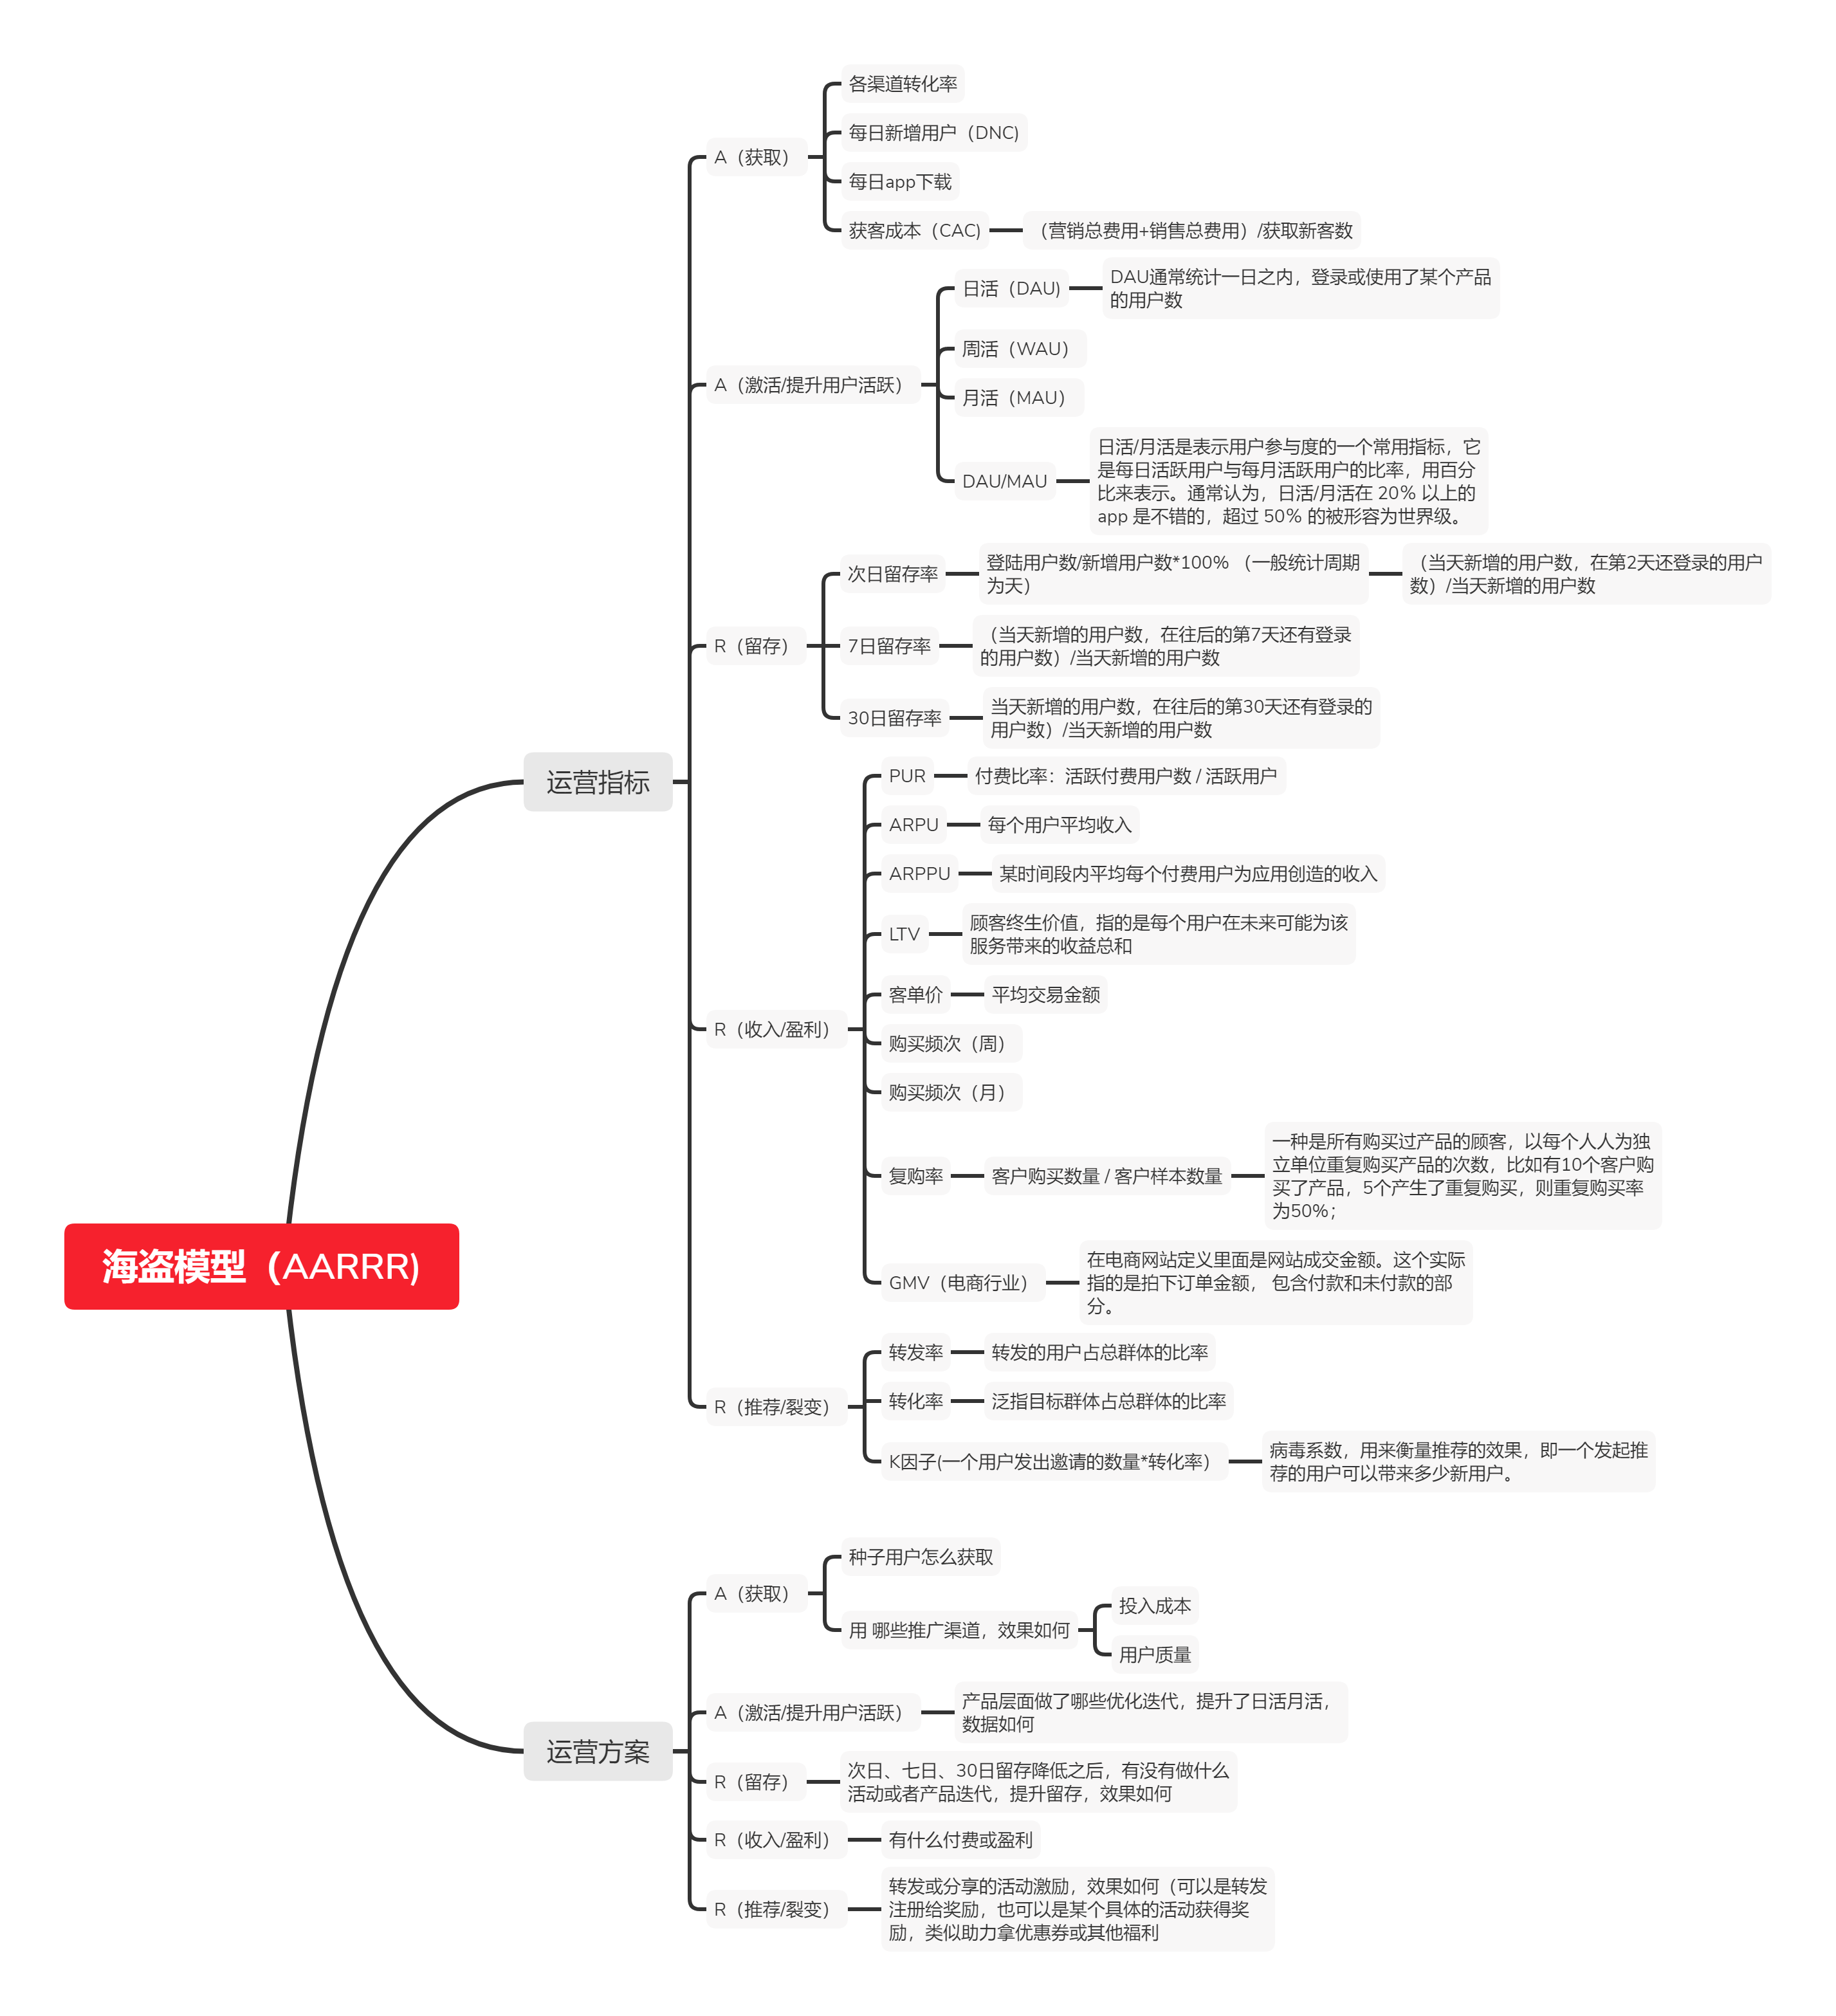 海盗模型（AARRR)
运营指标
A（获取）
各渠道转化率
每日新增用户（DNC)
每日app下载
获客成本（CAC)
（营销总费用+销售总费用）/获取新客数
A（激活/提升用户活跃）
日活（DAU)
DAU通常统计一日之内，登录或使用了某个产品
的用户数
周活（WAU）
月活（MAU）
DAU/MAU
日活/月活是表示用户参与度的一个常用指标，它
是每日活跃用户与每月活跃用户的比率，用百分
比来表示。通常认为，日活/月活在 20% 以上的
app 是不错的，超过 50% 的被形容为世界级。
R（留存）
次日留存率
登陆用户数/新增用户数*100% （一般统计周期
为天）
（当天新增的用户数，在第2天还登录的用户
数）/当天新增的用户数
7日留存率
（当天新增的用户数，在往后的第7天还有登录
的用户数）/当天新增的用户数
30日留存率
当天新增的用户数，在往后的第30天还有登录的
用户数）/当天新增的用户数
R（收入/盈利）
PUR
付费比率：活跃付费用户数 / 活跃用户
ARPU
每个用户平均收入
ARPPU
某时间段内平均每个付费用户为应用创造的收入
LTV
顾客终生价值，指的是每个用户在未来可能为该
服务带来的收益总和
客单价
平均交易金额
购买频次（周）
购买频次（月）
复购率
客户购买数量 / 客户样本数量
一种是所有购买过产品的顾客，以每个人人为独
立单位重复购买产品的次数，比如有10个客户购
买了产品，5个产生了重复购买，则重复购买率
为50%；
GMV（电商行业）
在电商网站定义里面是网站成交金额。这个实际
指的是拍下订单金额， 包含付款和未付款的部
分。
R（推荐/裂变）
转发率
转发的用户占总群体的比率
转化率
泛指目标群体占总群体的比率
K因子(一个用户发出邀请的数量*转化率）
病毒系数，用来衡量推荐的效果，即一个发起推
荐的用户可以带来多少新用户。
运营方案
A（获取）
种子用户怎么获取
用 哪些推广渠道，效果如何
投入成本
用户质量
A（激活/提升用户活跃）
产品层面做了哪些优化迭代，提升了日活月活，
数据如何
R（留存）
次日、七日、30日留存降低之后，有没有做什么
活动或者产品迭代，提升留存，效果如何
R（收入/盈利）
有什么付费或盈利
R（推荐/裂变）
转发或分享的活动激励，效果如何（可以是转发
注册给奖励，也可以是某个具体的活动获得奖
励，类似助力拿优惠券或其他福利